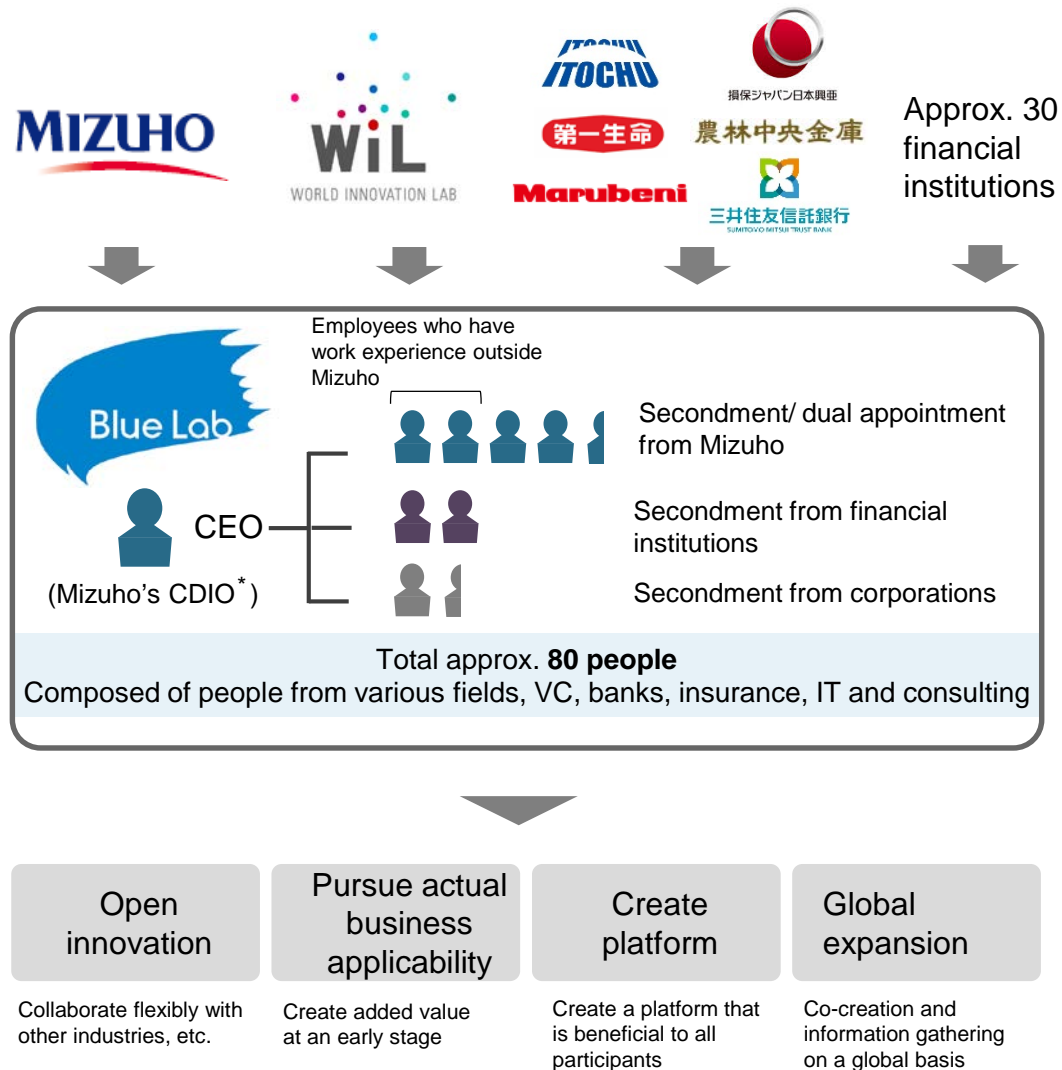 MIZUHO
WiL
WORLD INNOVATION LAB
ITOCHU
ITOCHU
損保ジャパン日本興亜
第一生命
農林中央金庫
Marubeni
三井住友信託銀行
SUMITOMO MITSUI TRUST BANK
Approx. 30
financial
institutions
Blue Lab
Employees who have
work experience outside
Mizuho
Secondment/ dual appointment
from Mizuho
CEO
(Mizuho's CDIO*)
Secondment from financial
institutions
Secondment from corporations
Total approx. 80 people
Composed of people from various fields, VC, banks, insurance, IT and consulting
Open
innovation
Collaborate flexibly with
other industries, etc.
Pursue actual
business
applicability
Create added value
at an early stage
Create
platform
Create a platform that
is beneficial to all
participants
Global
expansion
Co-creation and
information gathering
on a global basis